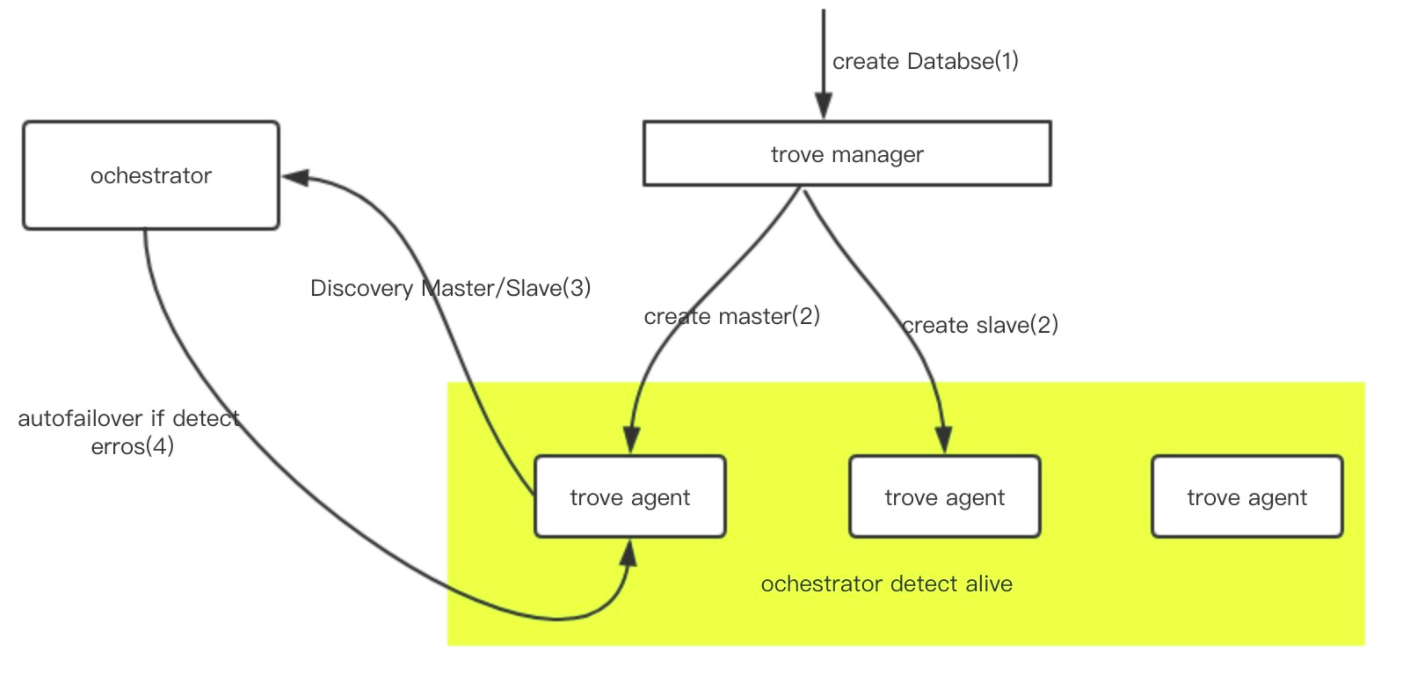 create Databse(1)
trove manager
ochestrator
Discovery Master/Slave(3)
create master(2)
create slave(2)
autofailover if detect
erros(4)
trove agent
trove agent
trove agent
ochestrator detect alive